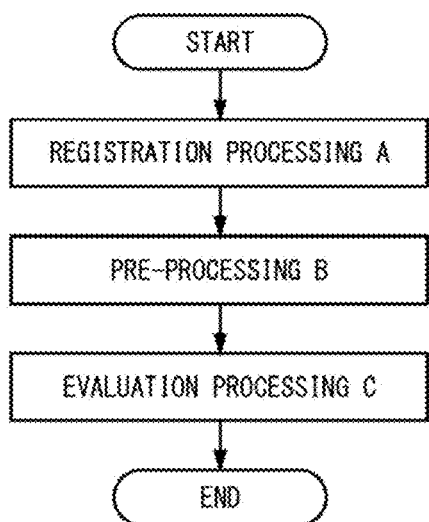 START
REGISTRATION PROCESSING A
PRE-PROCESSING B
EVALUATION PROCESSING C
END